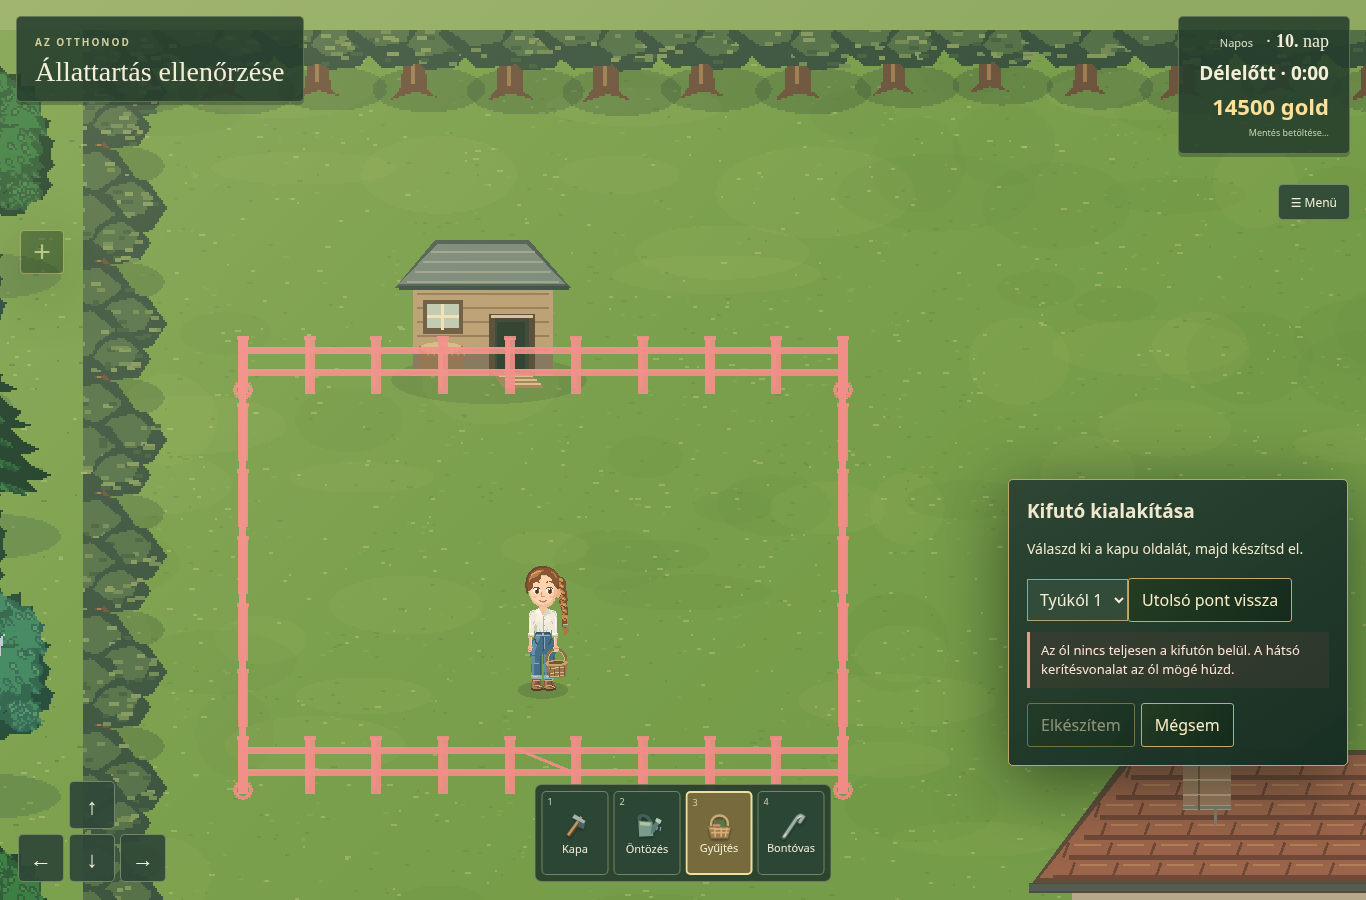 AZ OTTHONOD
Állattartás ellenőrzése
Napos · 10. nap
Délelőtt · 0:00
14500 gold
Mentés betöltése…
☰ Menü
+
Kifutó kialakítása
Válaszd ki a kapu oldalát, majd készítsd el.
Tyúkól 1
Utolsó pont vissza
Az ól nincs teljesen a kifutón belül. A hátsó
kerítésvonalat az ól mögé húzd.
Elkészítem
Mégsem
↑
← ↓ →
1 2 3 4
Kapa Öntözés Gyűjtés Bontóvas